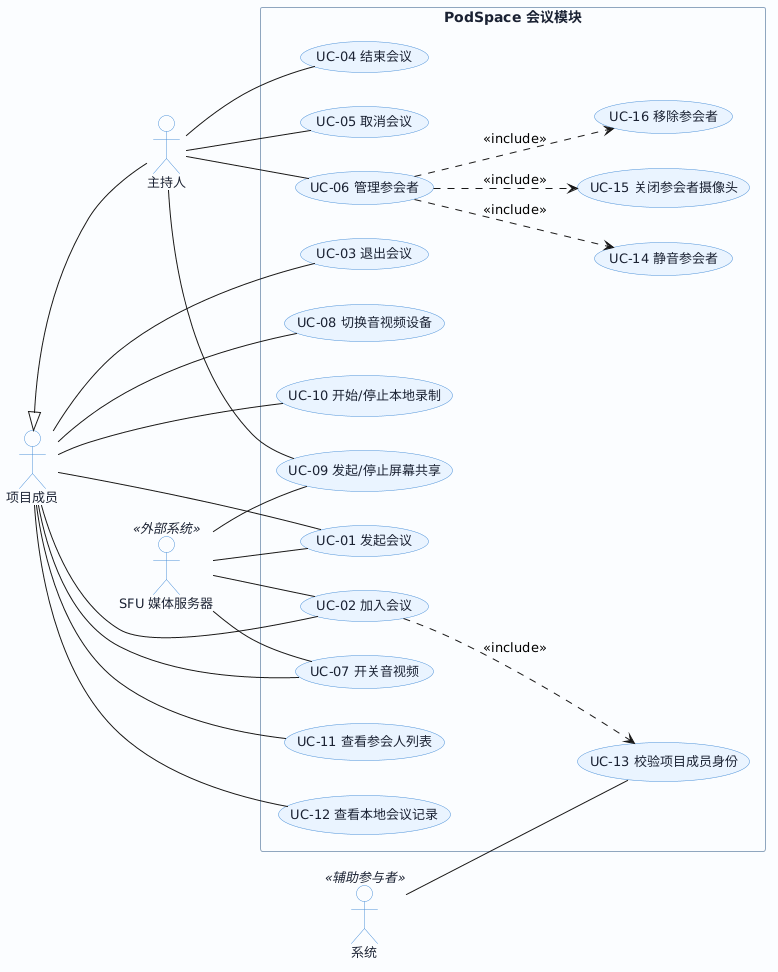 PodSpace 会议模块
UC-04 结束会议
UC-05 取消会议
UC-16 移除参会者
«include»
主持人
UC-06 管理参会者
«include»
UC-15 关闭参会者摄像头
«include»
UC-03 退出会议
UC-14 静音参会者
UC-08 切换音视频设备
UC-10 开始/停止本地录制
UC-09 发起/停止屏幕共享
项目成员
«外部系统»
UC-01 发起会议
SFU 媒体服务器
UC-02 加入会议
«include»
UC-07 开关音视频
UC-11 查看参会人列表
UC-13 校验项目成员身份
UC-12 查看本地会议记录
«辅助参与者»
系统